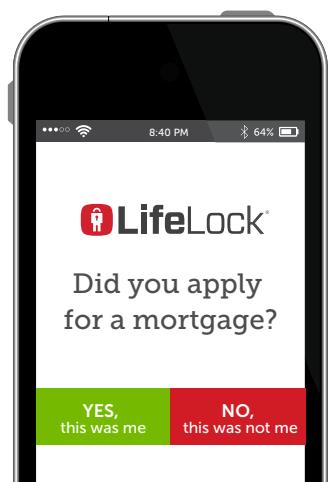 8:40 PM 64%
LifeLock®
Did you apply
for a mortgage?
YES, NO,
this was me this was not me